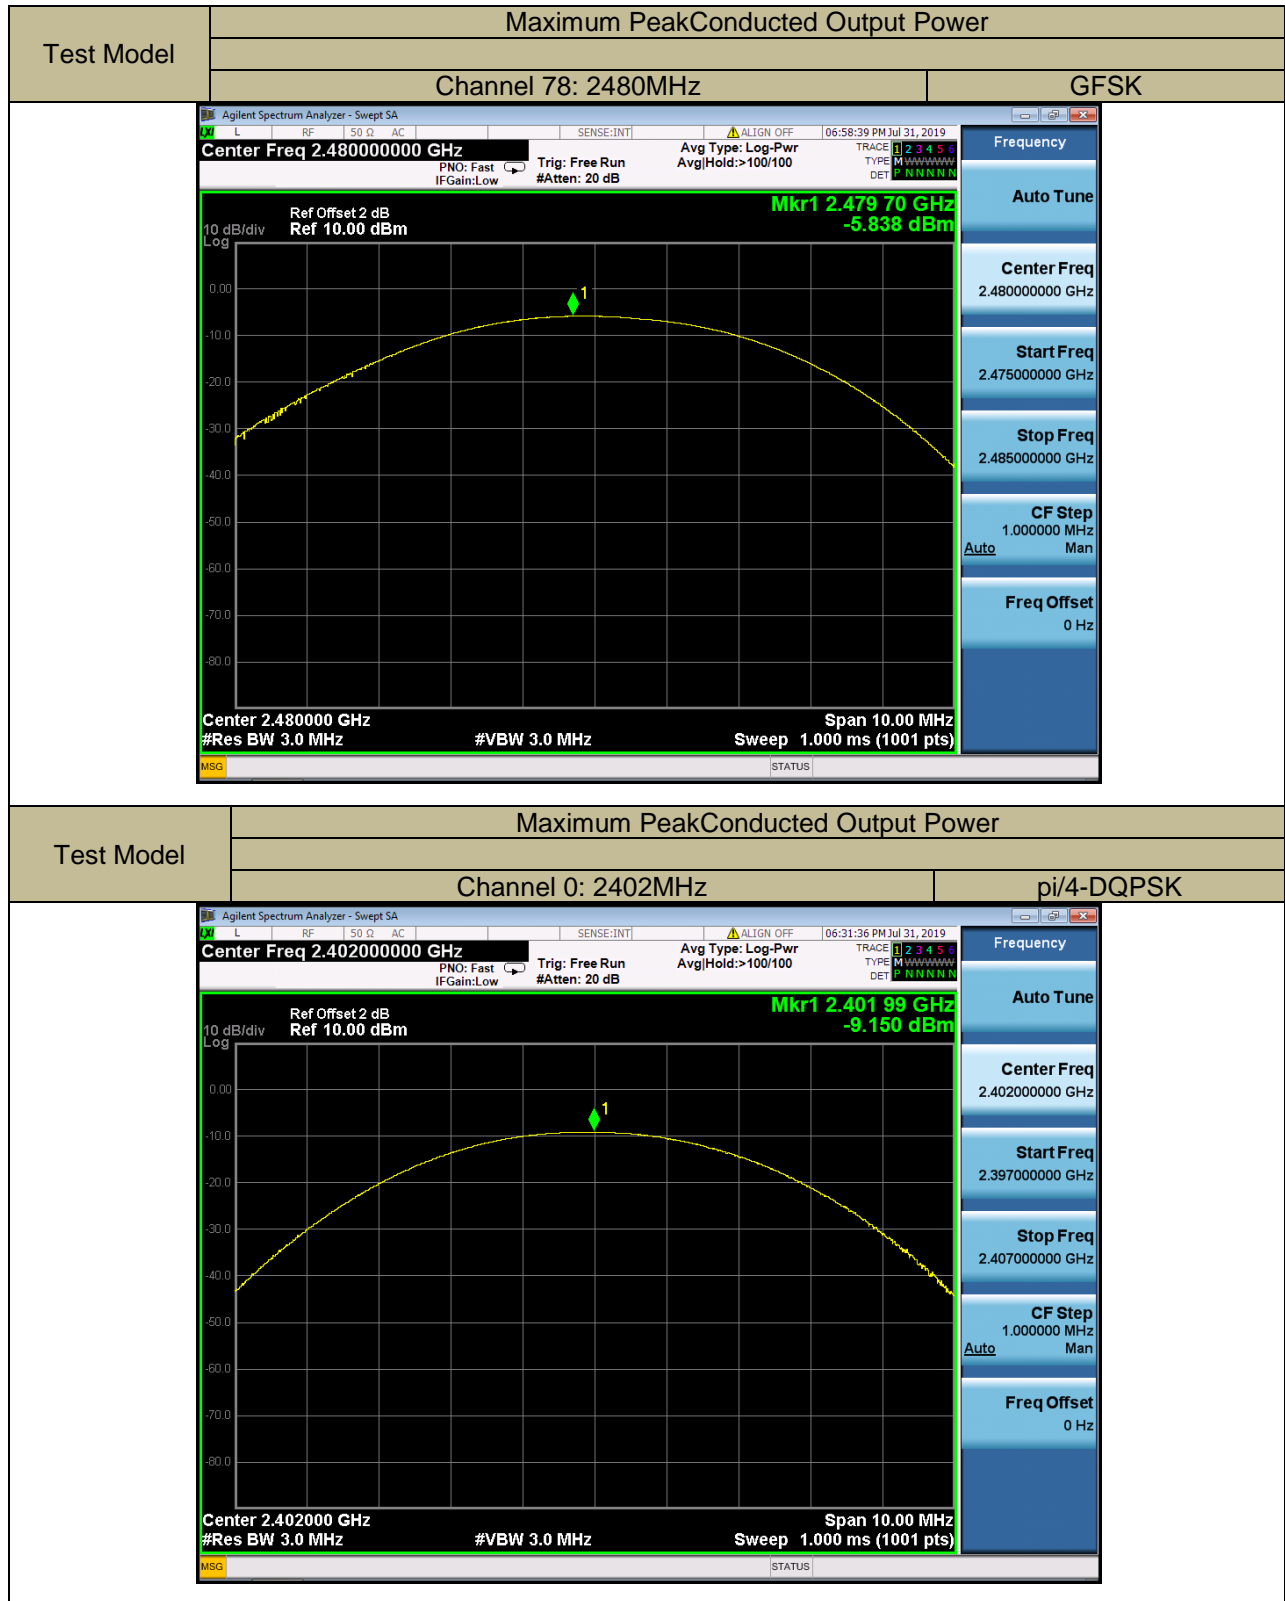 Test Model
Maximum PeakConducted Output Power
Channel 78: 2480MHz GFSK
Agilent Spectrum Analyzer - Swept SA
LXI L RF 50 Ω AC SENSE:INT ALIGN OFF 06:58:39 PM Jul 31, 2019
Center Freq 2.480000000 GHz
PNO: Fast
IFGain:Low
Trig: Free Run
#Atten: 20 dB
Avg Type: Log-Pwr
Avg|Hold:>100/100
TRACE 1 2 3 4 5 6
TYPE M WWWWW
DET P N N N N N
Frequency
Mkr1 2.479 70 GHz
-5.838 dBm
Ref Offset 2 dB
10 dB/div Ref 10.00 dBm
Log
1
0.00
-10.0
-20.0
-30.0
-40.0
-50.0
-60.0
-70.0
-80.0
Center 2.480000 GHz Span 10.00 MHz
#Res BW 3.0 MHz #VBW 3.0 MHz Sweep 1.000 ms (1001 pts)
Auto Tune
Center Freq
2.480000000 GHz
Start Freq
2.475000000 GHz
Stop Freq
2.485000000 GHz
CF Step
1.000000 MHz
Auto Man
Freq Offset
0 Hz
MSG STATUS
Test Model
Maximum PeakConducted Output Power
Channel 0: 2402MHz pi/4-DQPSK
Agilent Spectrum Analyzer - Swept SA
LXI L RF 50 Ω AC SENSE:INT ALIGN OFF 06:31:36 PM Jul 31, 2019
Center Freq 2.402000000 GHz
PNO: Fast
IFGain:Low
Trig: Free Run
#Atten: 20 dB
Avg Type: Log-Pwr
Avg|Hold:>100/100
TRACE 1 2 3 4 5 6
TYPE M WWWWW
DET P N N N N N
Frequency
Mkr1 2.401 99 GHz
-9.150 dBm
Ref Offset 2 dB
10 dB/div Ref 10.00 dBm
Log
1
0.00
-10.0
-20.0
-30.0
-40.0
-50.0
-60.0
-70.0
-80.0
Center 2.402000 GHz Span 10.00 MHz
#Res BW 3.0 MHz #VBW 3.0 MHz Sweep 1.000 ms (1001 pts)
Auto Tune
Center Freq
2.402000000 GHz
Start Freq
2.397000000 GHz
Stop Freq
2.407000000 GHz
CF Step
1.000000 MHz
Auto Man
Freq Offset
0 Hz
MSG STATUS